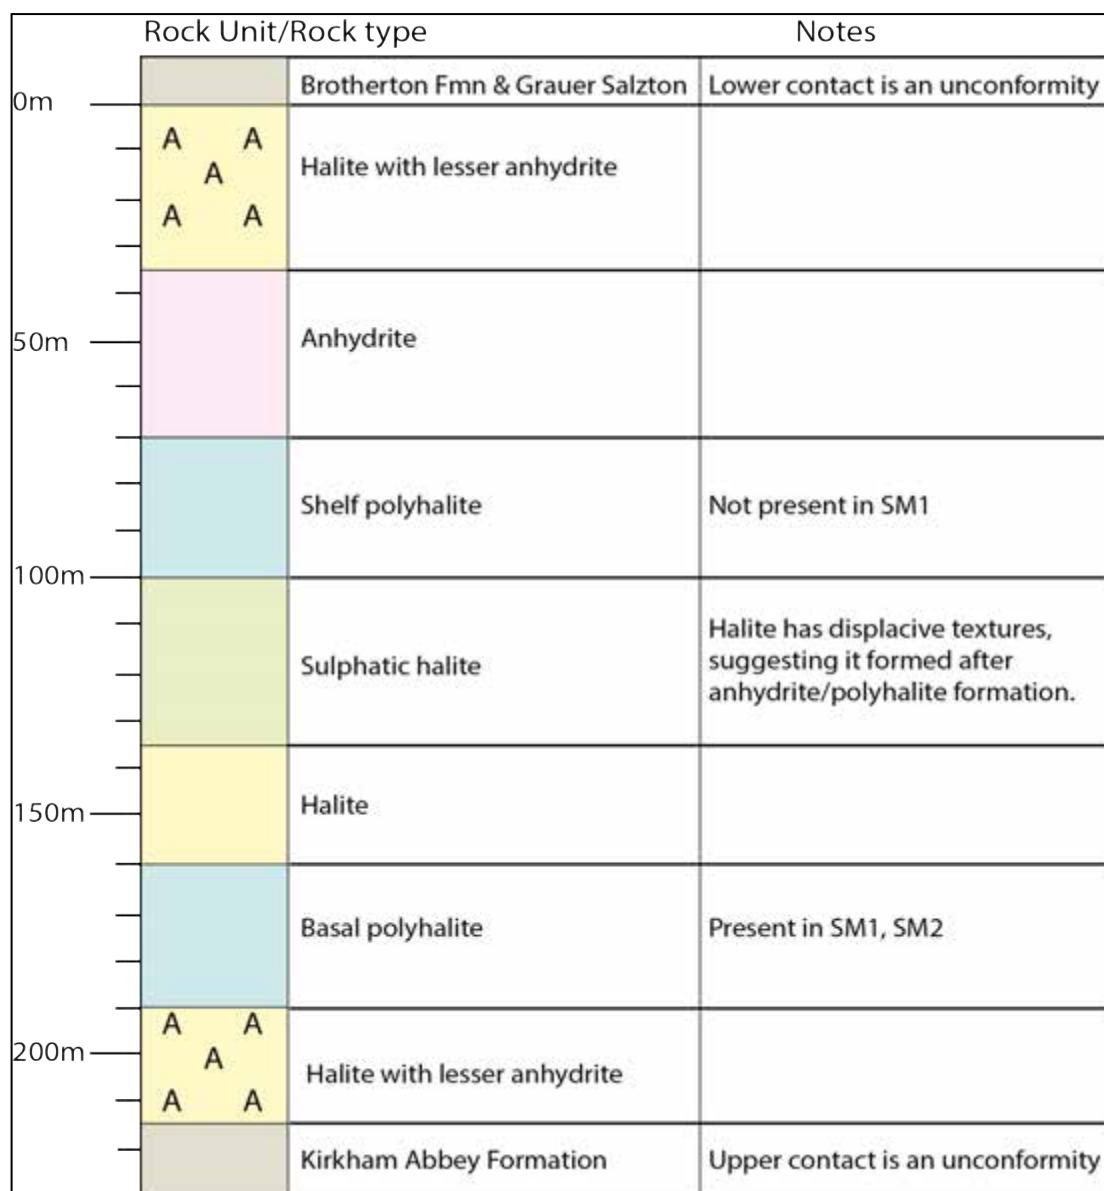 Rock Unit/Rock type Notes
Brotherton Fmn & Grauer Salzton Lower contact is an unconformity
0m
A A
Halite with lesser anhydrite
A
A A
50m Anhydrite
Shelf polyhalite Not present in SM1
100m
Halite has displacive textures,
Sulphatic halite suggesting it formed after
anhydrite/polyhalite formation.
150m Halite
Basal polyhalite Present in SM1, SM2
A A
200m A
Halite with lesser anhydrite
A A
Kirkham Abbey Formation Upper contact is an unconformity